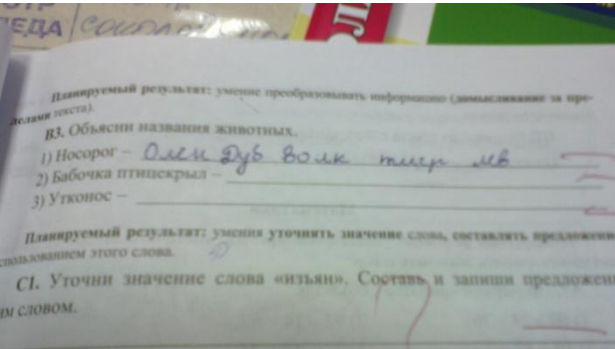 ЕДА
Планируемый результат: умение преобразовывать информацию (домысливание за пре-
делами текста).
В3. Объясни названия животных.
1) Носорог – Олен Дуб волк тигр лев
2) Бабочка птицекрыл –
3) Утконос –
Планируемый результат: умения уточнять значение слова, составлять предложени
спользованием этого слова.
С1. Уточни значение слова «изъян». Составь и запиши предложени
им словом.